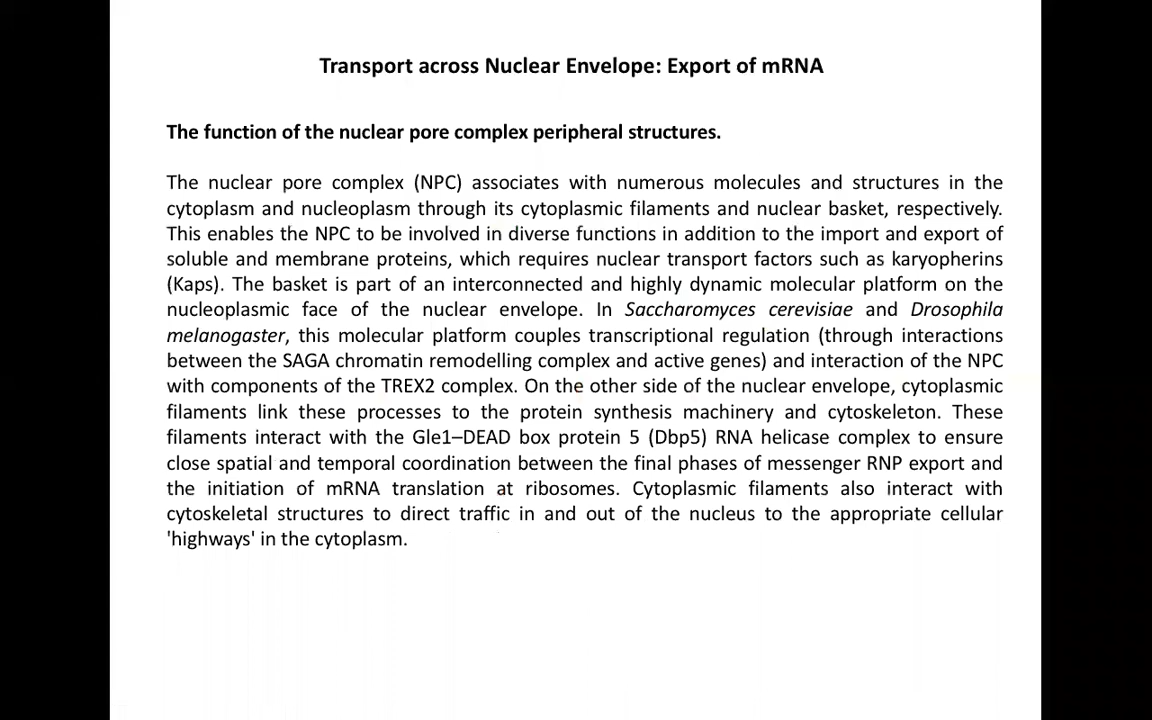 Transport across Nuclear Envelope: Export of mRNA
The function of the nuclear pore complex peripheral structures.
The nuclear pore complex (NPC) associates with numerous molecules and structures in the
cytoplasm and nucleoplasm through its cytoplasmic filaments and nuclear basket, respectively.
This enables the NPC to be involved in diverse functions in addition to the import and export of
soluble and membrane proteins, which requires nuclear transport factors such as karyopherins
(Kaps). The basket is part of an interconnected and highly dynamic molecular platform on the
nucleoplasmic face of the nuclear envelope. In Saccharomyces cerevisiae and Drosophila
melanogaster, this molecular platform couples transcriptional regulation (through interactions
between the SAGA chromatin remodelling complex and active genes) and interaction of the NPC
with components of the TREX2 complex. On the other side of the nuclear envelope, cytoplasmic
filaments link these processes to the protein synthesis machinery and cytoskeleton. These
filaments interact with the Gle1–DEAD box protein 5 (Dbp5) RNA helicase complex to ensure
close spatial and temporal coordination between the final phases of messenger RNP export and
the initiation of mRNA translation at ribosomes. Cytoplasmic filaments also interact with
cytoskeletal structures to direct traffic in and out of the nucleus to the appropriate cellular
'highways' in the cytoplasm.